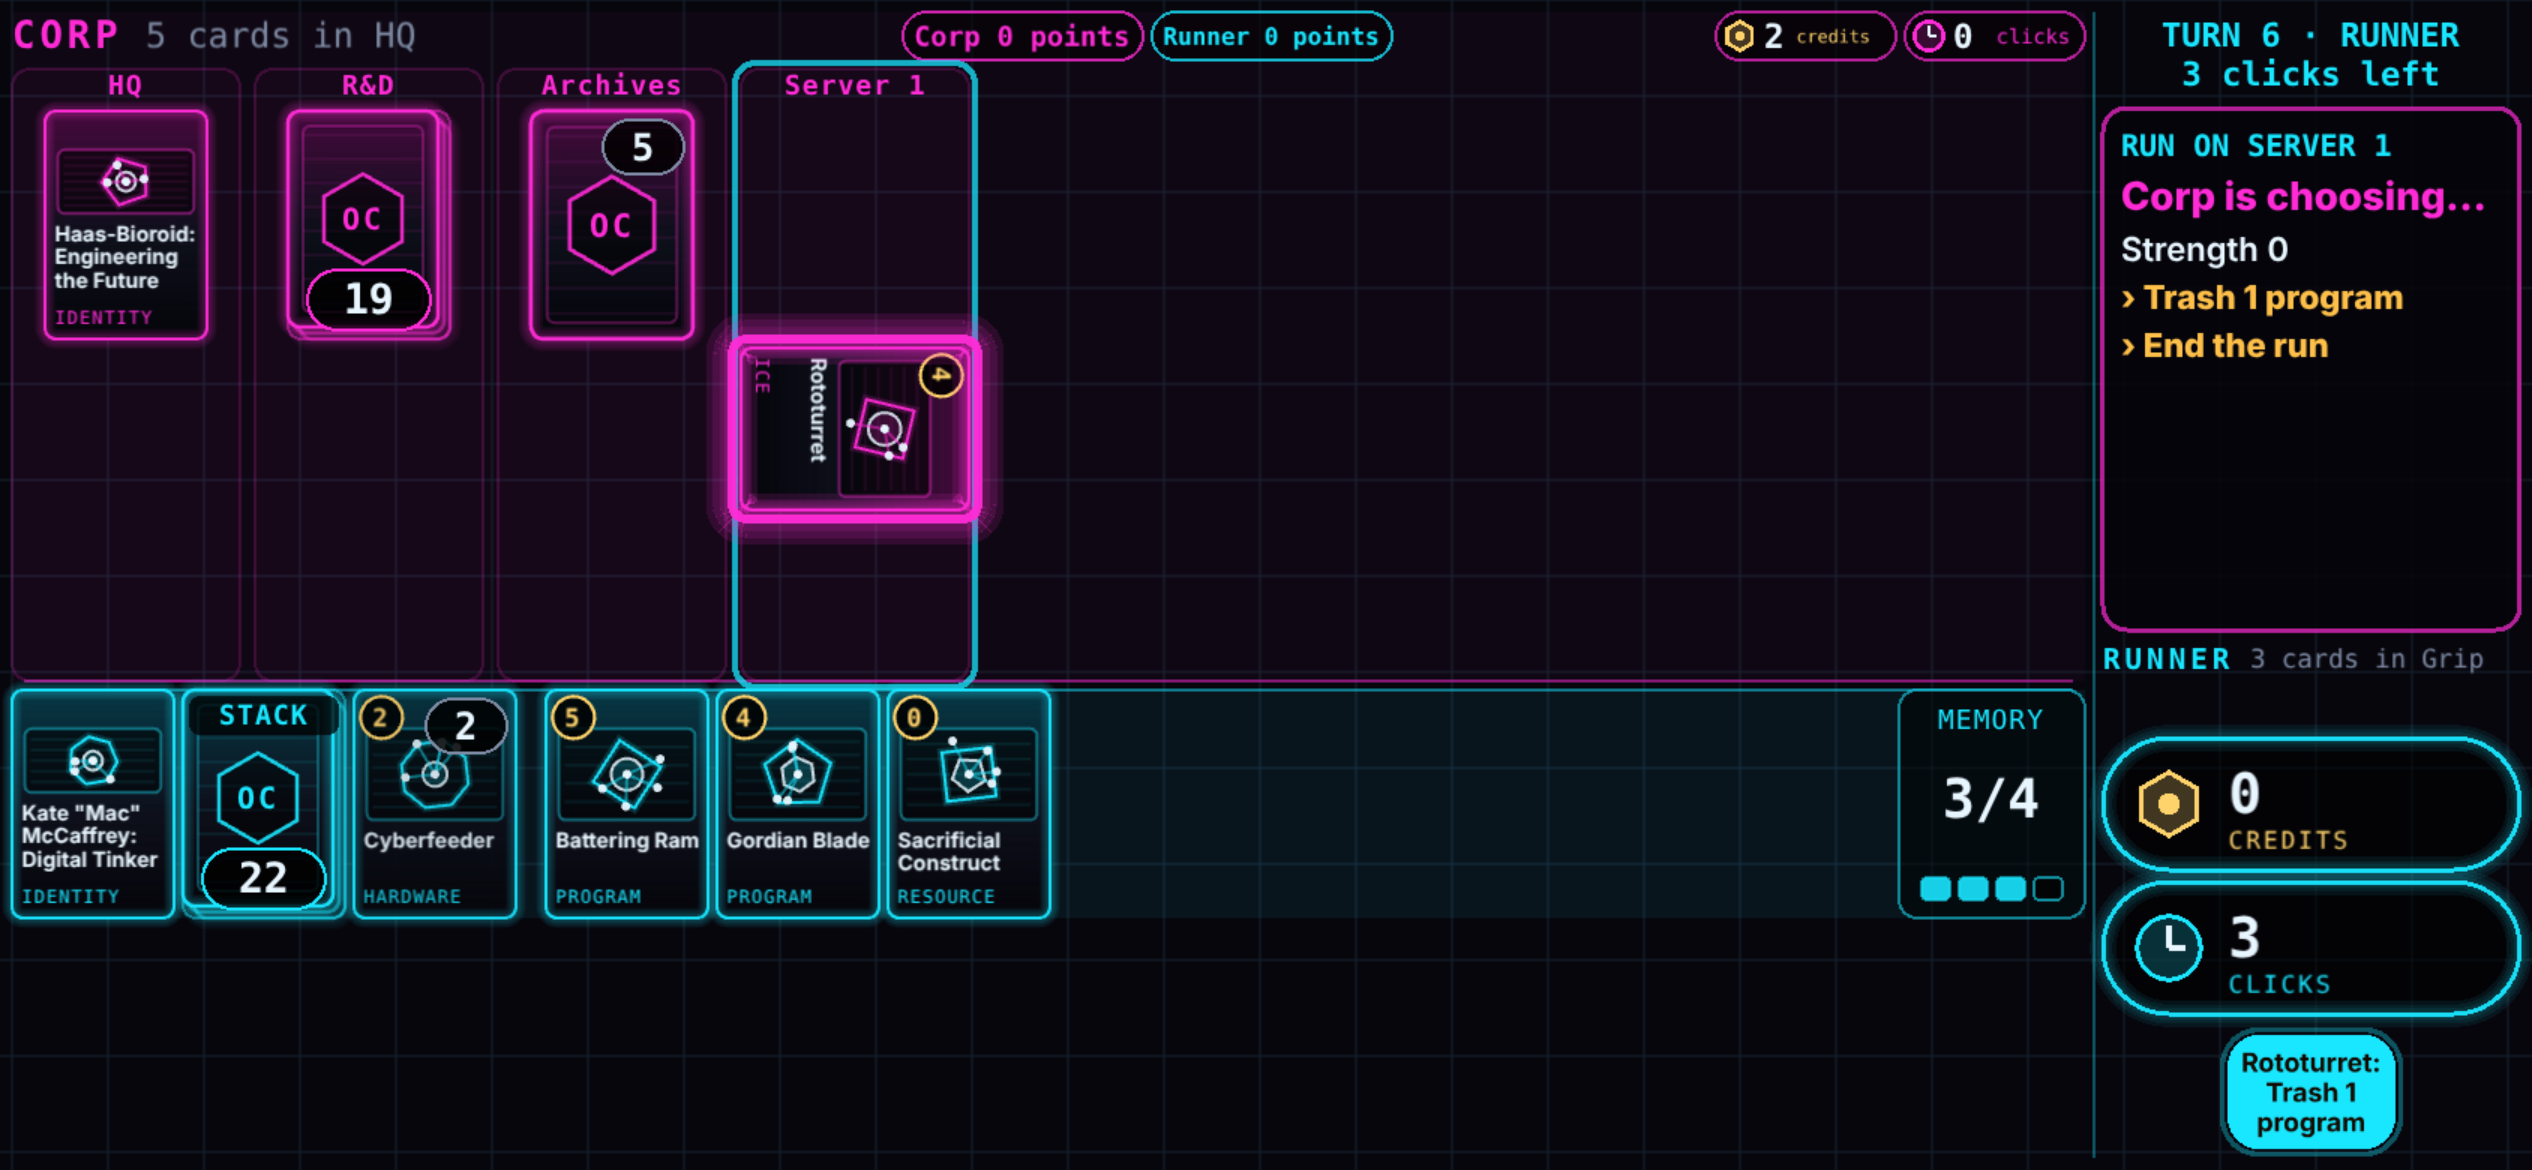 CORP 5 cards in HQ
Corp 0 points
Runner 0 points
2 credits
0 clicks
TURN 6 · RUNNER
3 clicks left
HQ
R&D
Archives
Server 1
Haas-Bioroid:
Engineering
the Future
IDENTITY
OC
19
5
OC
ICE
Rototurret
4
RUN ON SERVER 1
Corp is choosing...
Strength 0
› Trash 1 program
› End the run
RUNNER 3 cards in Grip
Kate "Mac"
McCaffrey:
Digital Tinker
IDENTITY
STACK
OC
22
2
2
Cyberfeeder
HARDWARE
5
Battering Ram
PROGRAM
4
Gordian Blade
PROGRAM
0
Sacrificial
Construct
RESOURCE
MEMORY
3/4
0
CREDITS
3
CLICKS
Rototurret:
Trash 1
program